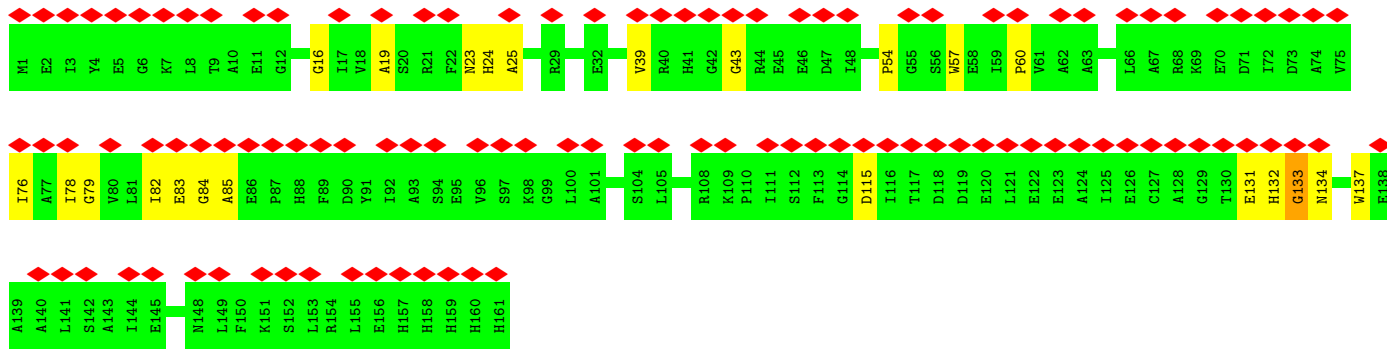 M1 E2 I3 Y4 E5 G6 K7 L8 T9 A10 E11 G12 G16 I17 V18 A19 S20 R21 F22 N23 H24 A25 R29 E32 V39 R40 H41 G42 G43 R44 E45 E46 D47 I48 P54 G55 S56 W57 E58 I59 P60 V61 A62 A63 L66 A67 R68 K69 E70 D71 I72 D73 A74 V75
I76 A77 I78 G79 V80 L81 I82 E83 G84 A85 E86 P87 H88 F89 D90 Y91 I92 A93 S94 E95 V96 S97 K98 G99 L100 A101 S104 L105 R108 K109 P110 I111 S112 F113 G114 D115 I116 T117 D118 D119 E120 L121 E122 E123 A124 I125 E126 C127 A128 G129 T130 E131 H132 G133 N134 W137 E138
A139 A140 L141 S142 A143 I144 E145 N148 L149 F150 K151 S152 L153 R154 L155 E156 H157 H158 H159 H160 H161